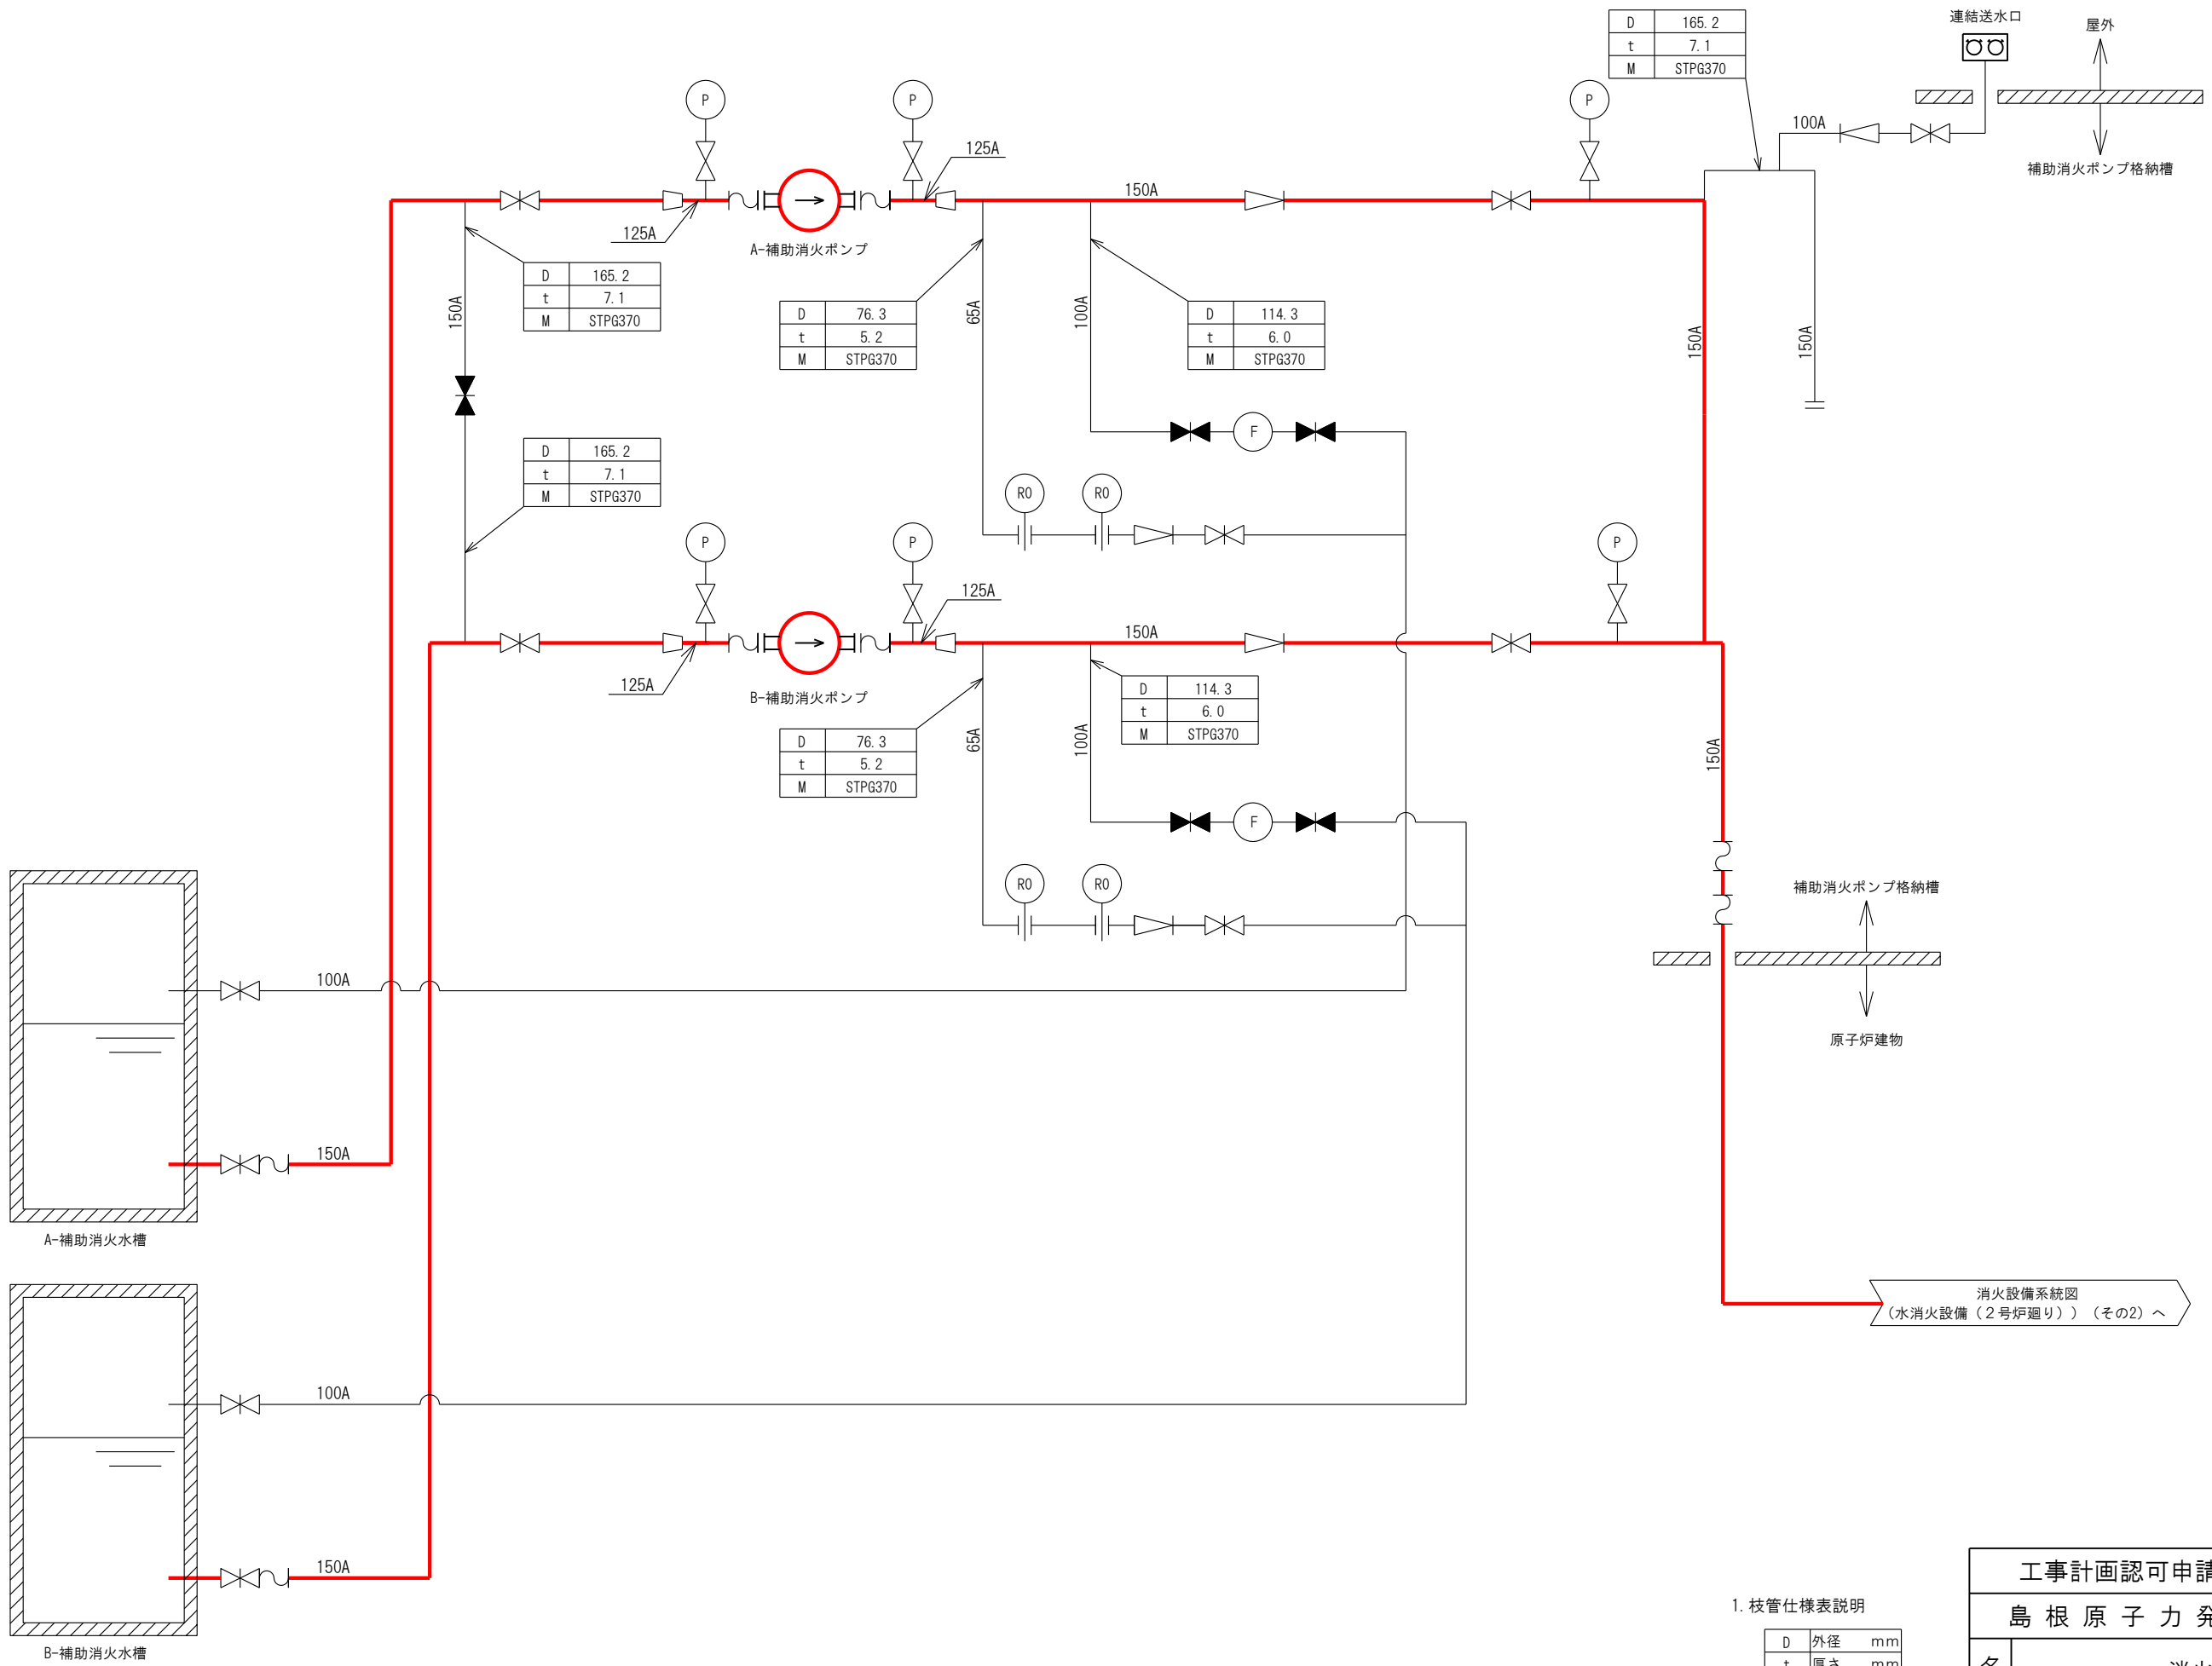 連結送水口
屋外
D 165.2
t 7.1
M STPG370
P
P
P
100A
125A
補助消火ポンプ格納槽
150A
125A
A-補助消火ポンプ
D 165.2
t 7.1
M STPG370
150A
D 76.3
t 5.2
M STPG370
65A
100A
D 114.3
t 6.0
M STPG370
150A
150A
F
D 165.2
t 7.1
M STPG370
RO
RO
P
P
P
125A
150A
125A
B-補助消火ポンプ
D 114.3
t 6.0
M STPG370
D 76.3
t 5.2
M STPG370
65A
100A
150A
F
RO
RO
補助消火ポンプ格納槽
100A
原子炉建物
150A
A-補助消火水槽
消火設備系統図
(水消火設備(2号炉廻り))(その2)へ
100A
150A
B-補助消火水槽
工事計画認可申請
島根原子力発
1. 枝管仕様表説明
D 外径 mm
t 厚さ mm